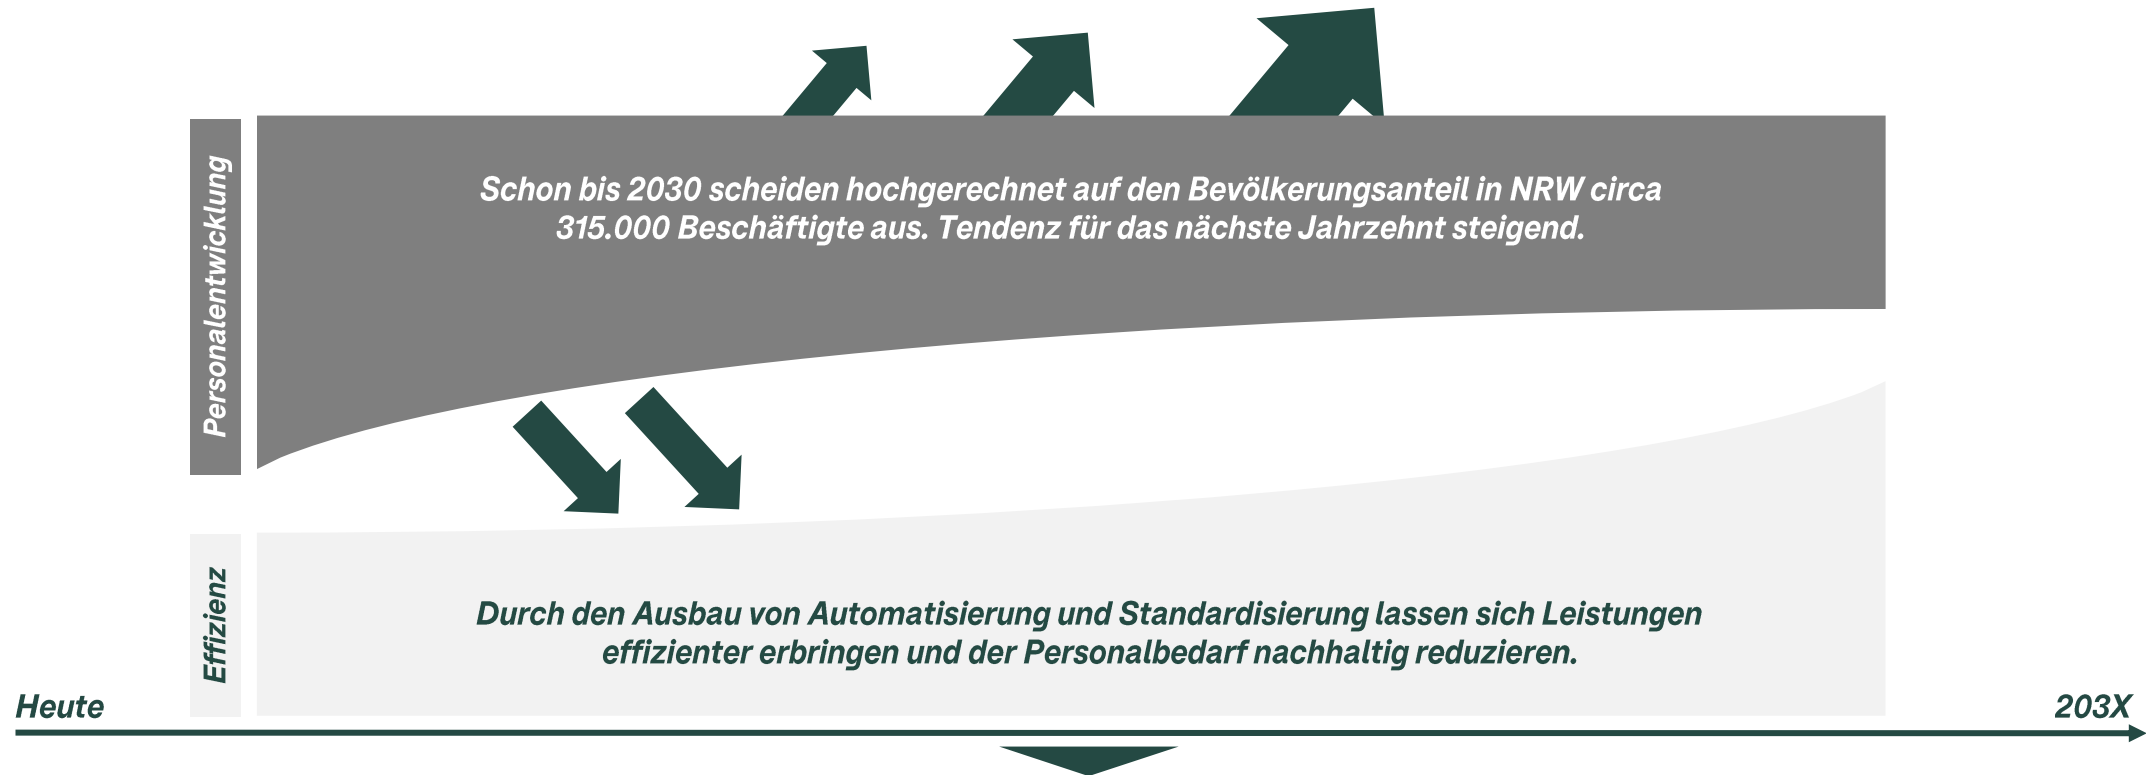 Personalentwicklung
Schon bis 2030 scheiden hochgerechnet auf den Bevölkerungsanteil in NRW circa
315.000 Beschäftigte aus. Tendenz für das nächste Jahrzehnt steigend.
Effizienz
Durch den Ausbau von Automatisierung und Standardisierung lassen sich Leistungen
effizienter erbringen und der Personalbedarf nachhaltig reduzieren.
Heute
203X